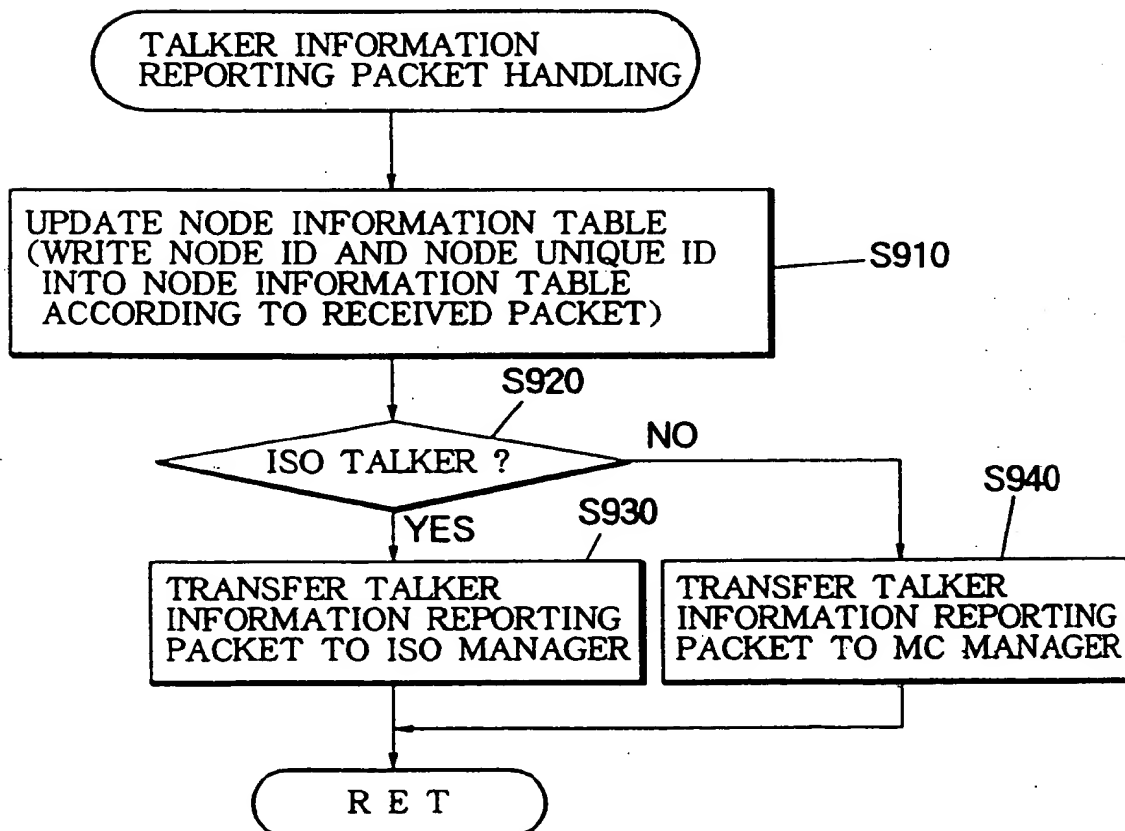 TALKER INFORMATION
REPORTING PACKET HANDLING
UPDATE NODE INFORMATION TABLE
(WRITE NODE ID AND NODE UNIQUE ID
INTO NODE INFORMATION TABLE
ACCORDING TO RECEIVED PACKET)
S910
S920
ISO TALKER ?
NO
YES
S930
S940
TRANSFER TALKER
INFORMATION REPORTING
PACKET TO ISO MANAGER
TRANSFER TALKER
INFORMATION REPORTING
PACKET TO MC MANAGER
R E T